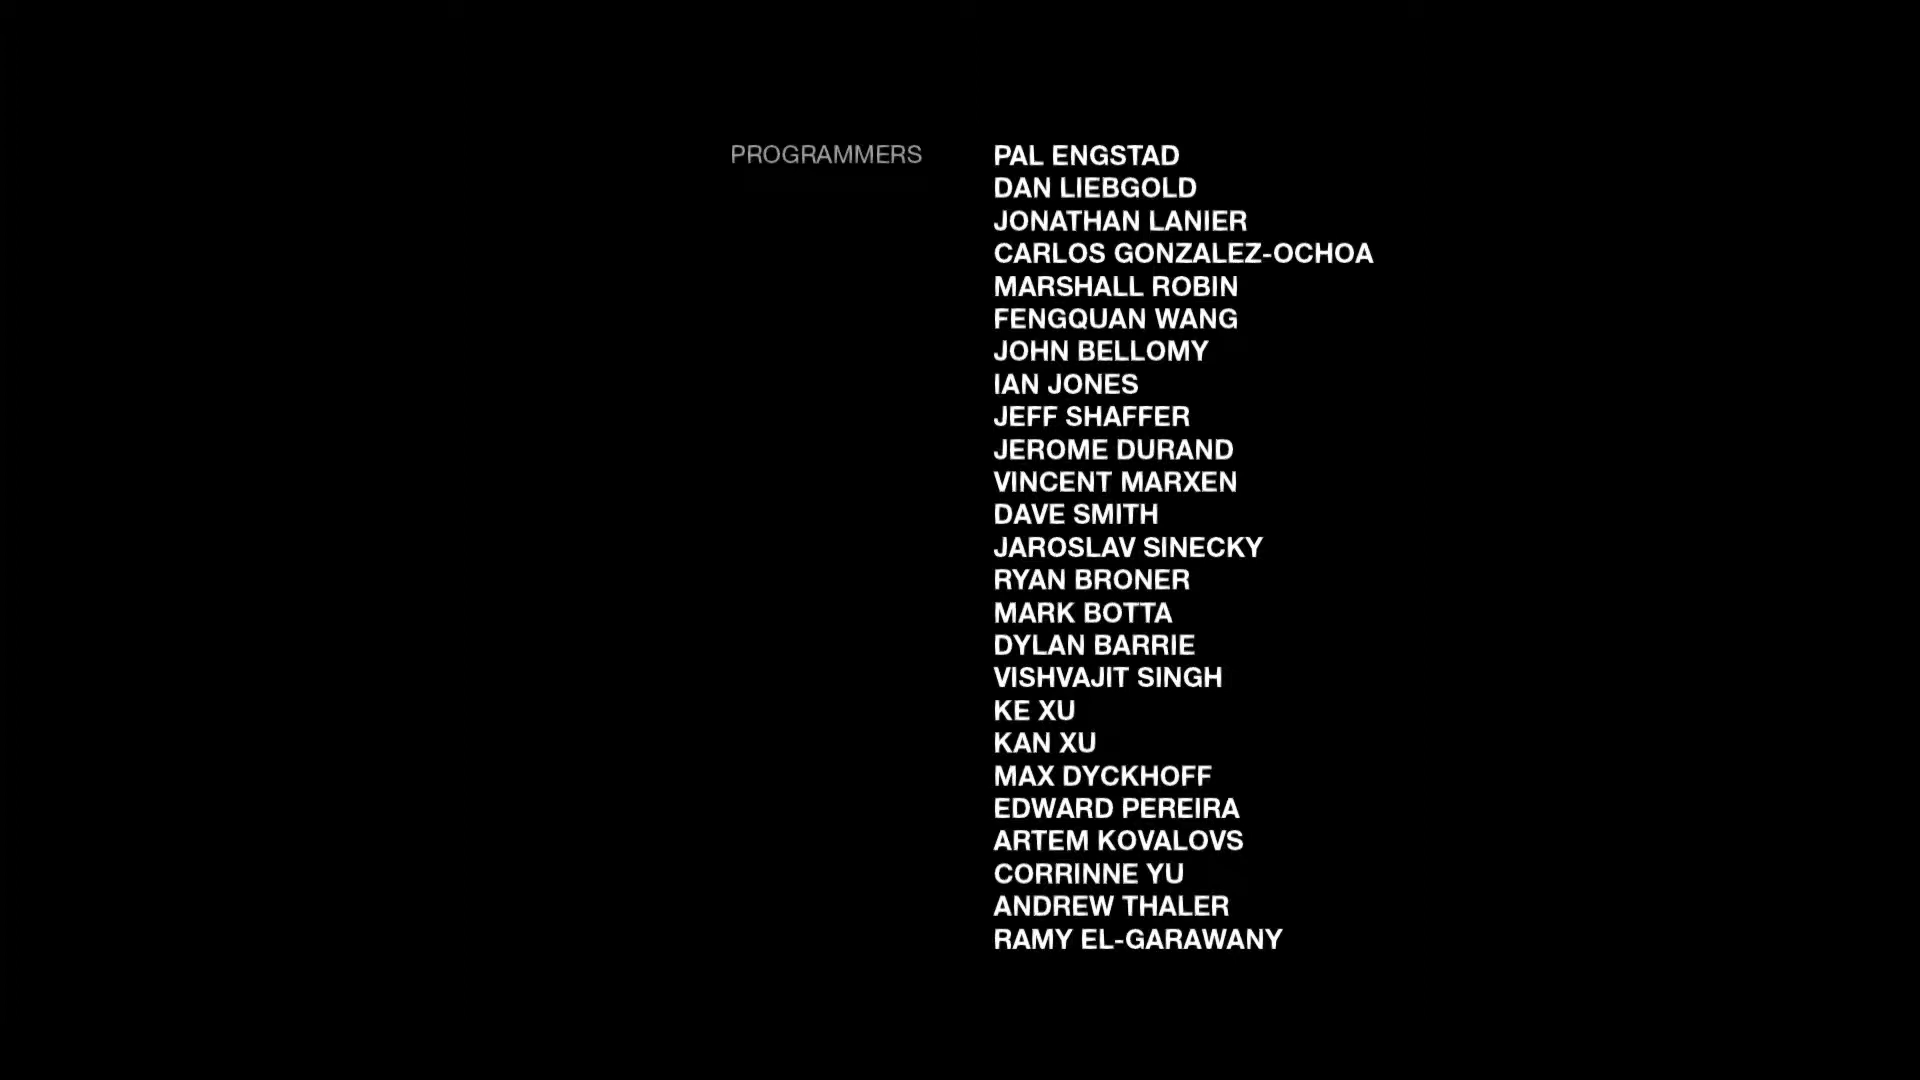 PROGRAMMERS PAL ENGSTAD
DAN LIEBGOLD
JONATHAN LANIER
CARLOS GONZALEZ-OCHOA
MARSHALL ROBIN
FENGQUAN WANG
JOHN BELLOMY
IAN JONES
JEFF SHAFFER
JEROME DURAND
VINCENT MARXEN
DAVE SMITH
JAROSLAV SINECKY
RYAN BRONER
MARK BOTTA
DYLAN BARRIE
VISHVAJIT SINGH
KE XU
KAN XU
MAX DYCKHOFF
EDWARD PEREIRA
ARTEM KOVALOVS
CORRINNE YU
ANDREW THALER
RAMY EL-GARAWANY